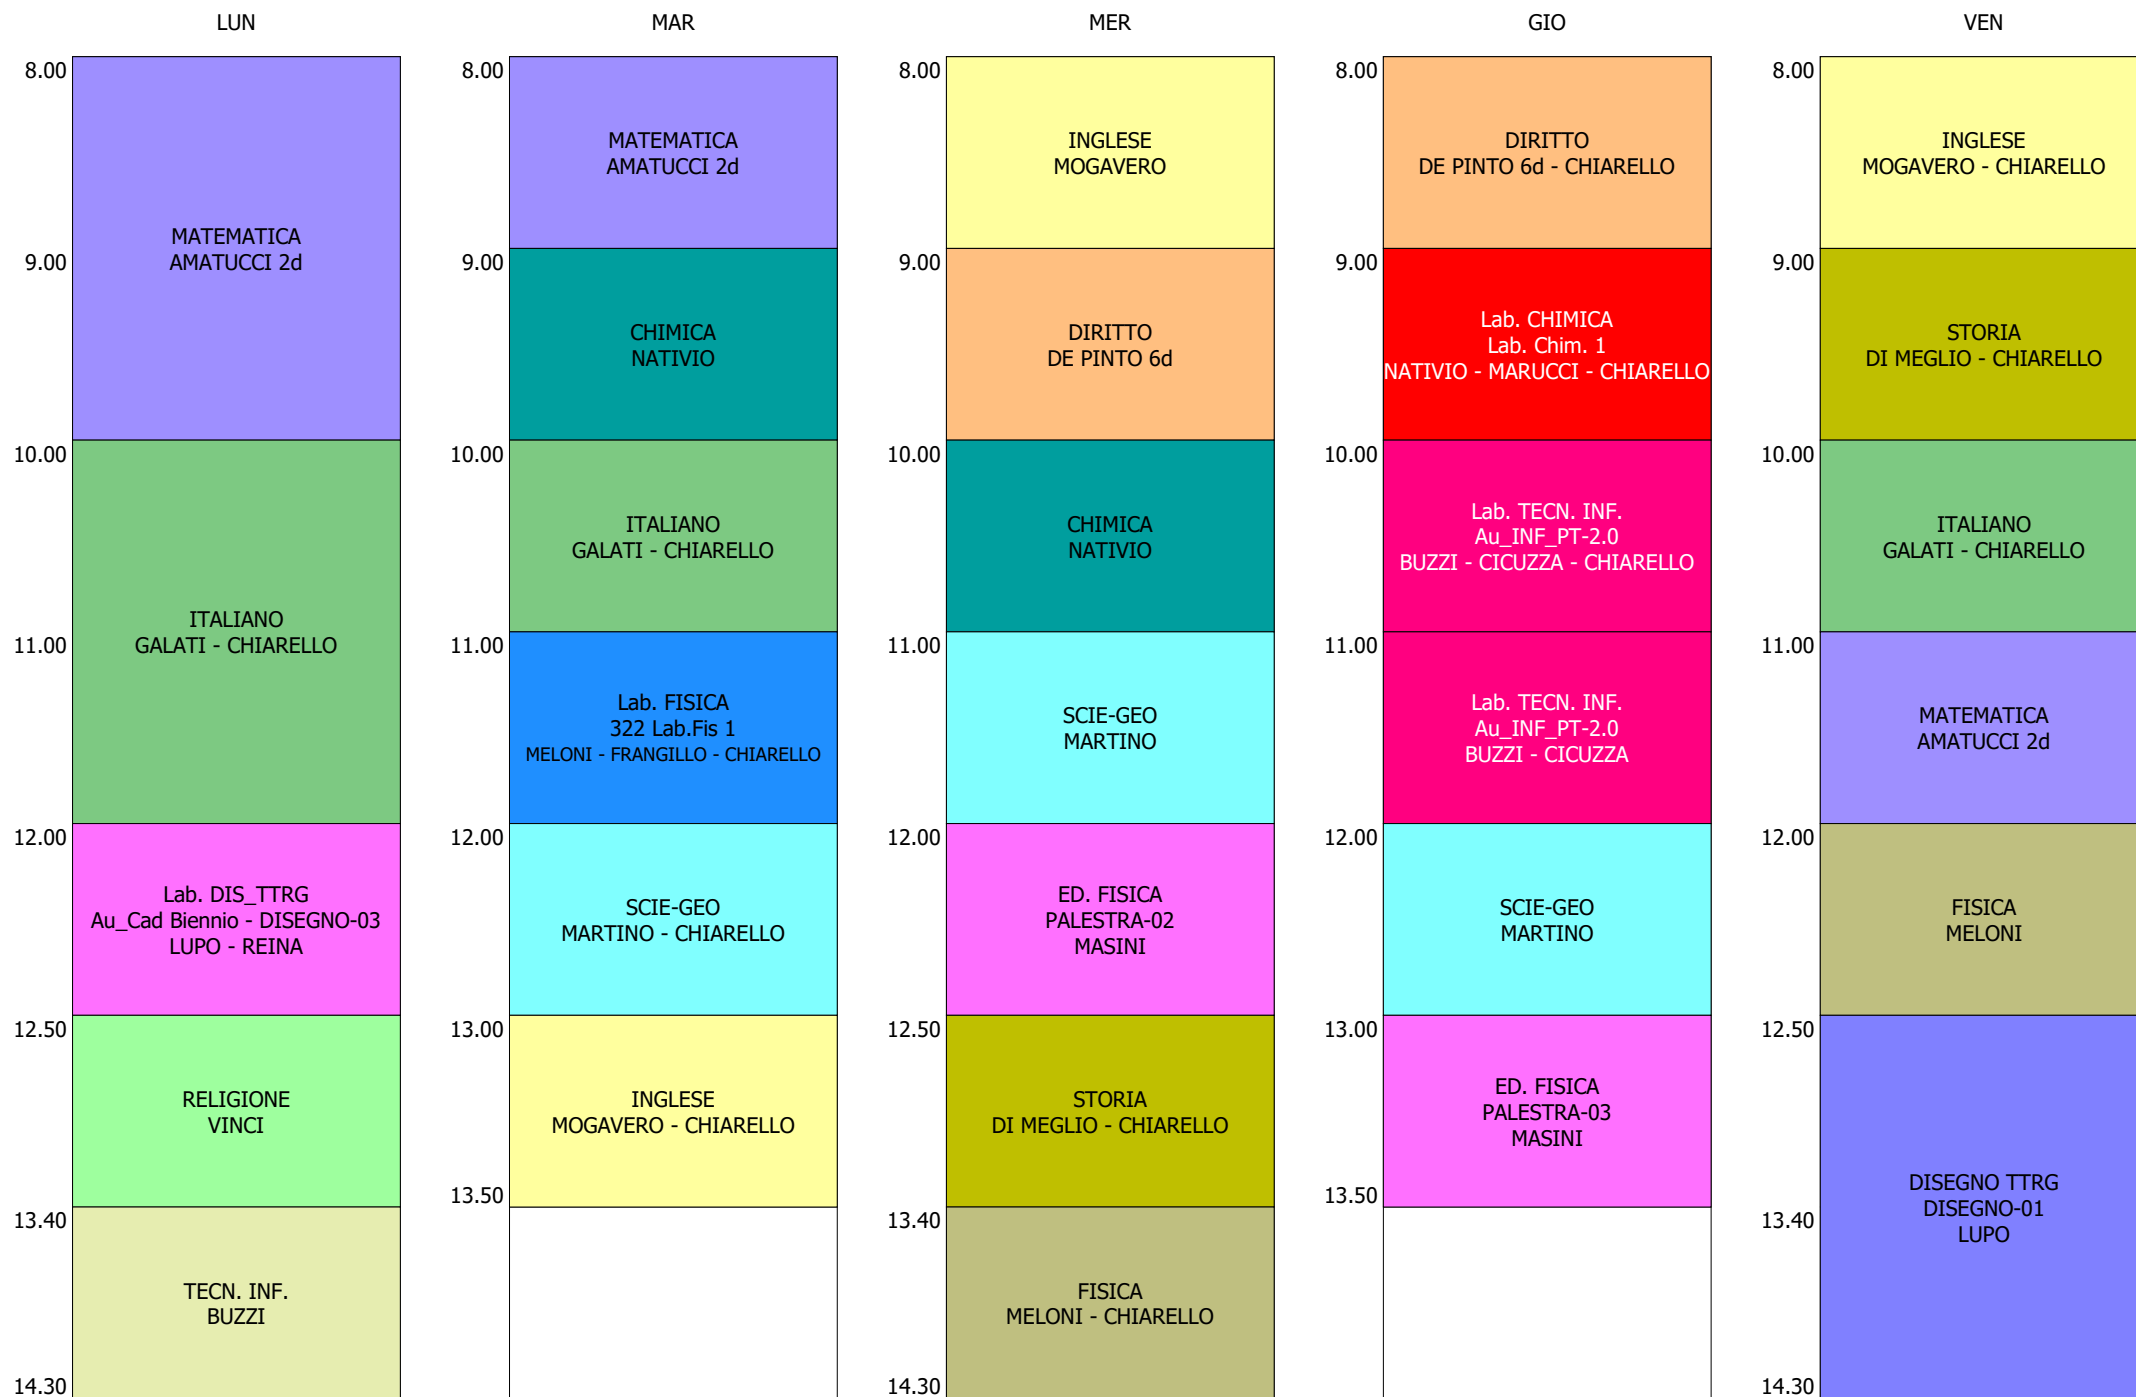 LUN
8.00
MATEMATICA
AMATUCCI 2d
9.00
10.00
ITALIANO
GALATI - CHIARELLO
11.00
12.00
Lab. DIS_TTRG
Au_Cad Biennio - DISEGNO-03
LUPO - REINA
12.50
RELIGIONE
VINCI
13.40
TECN. INF.
BUZZI
14.30
MAR
8.00
MATEMATICA
AMATUCCI 2d
9.00
CHIMICA
NATIVIO
10.00
ITALIANO
GALATI - CHIARELLO
11.00
Lab. FISICA
322 Lab.Fis 1
MELONI - FRANGILLO - CHIARELLO
12.00
SCIE-GEO
MARTINO - CHIARELLO
13.00
INGLESE
MOGAVERO - CHIARELLO
13.50
MER
8.00
INGLESE
MOGAVERO
9.00
DIRITTO
DE PINTO 6d
10.00
CHIMICA
NATIVIO
11.00
SCIE-GEO
MARTINO
12.00
ED. FISICA
PALESTRA-02
MASINI
12.50
STORIA
DI MEGLIO - CHIARELLO
13.40
FISICA
MELONI - CHIARELLO
14.30
GIO
8.00
DIRITTO
DE PINTO 6d - CHIARELLO
9.00
Lab. CHIMICA
Lab. Chim. 1
NATIVIO - MARUCCI - CHIARELLO
10.00
Lab. TECN. INF.
Au_INF_PT-2.0
BUZZI - CICUZZA - CHIARELLO
11.00
Lab. TECN. INF.
Au_INF_PT-2.0
BUZZI - CICUZZA
12.00
SCIE-GEO
MARTINO
13.00
ED. FISICA
PALESTRA-03
MASINI
13.50
VEN
8.00
INGLESE
MOGAVERO - CHIARELLO
9.00
STORIA
DI MEGLIO - CHIARELLO
10.00
ITALIANO
GALATI - CHIARELLO
11.00
MATEMATICA
AMATUCCI 2d
12.00
FISICA
MELONI
12.50
DISEGNO TTRG
DISEGNO-01
LUPO
13.40
14.30